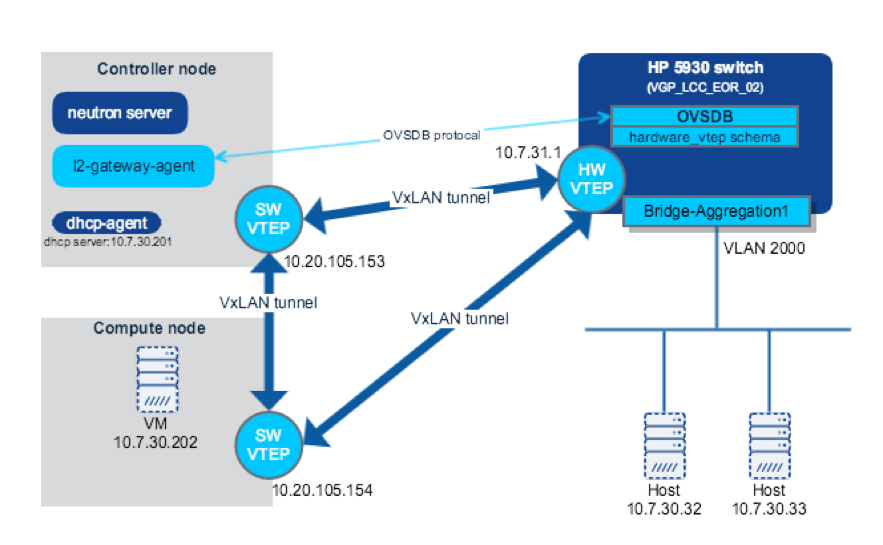 Controller node
neutron server
l2-gateway-agent
dhcp-agent
dhcp server:10.7.30.201
SW
VTEP
10.20.105.153
OVSDB protocal
VxLAN tunnel
10.7.31.1
HW
VTEP
HP 5930 switch
(VGP_LCC_EOR_02)
OVSDB
hardware_vtep schema
Bridge-Aggregation1
VLAN 2000
VxLAN tunnel
VxLAN tunnel
Compute node
VM
10.7.30.202
SW
VTEP
10.20.105.154
Host
10.7.30.32
Host
10.7.30.33